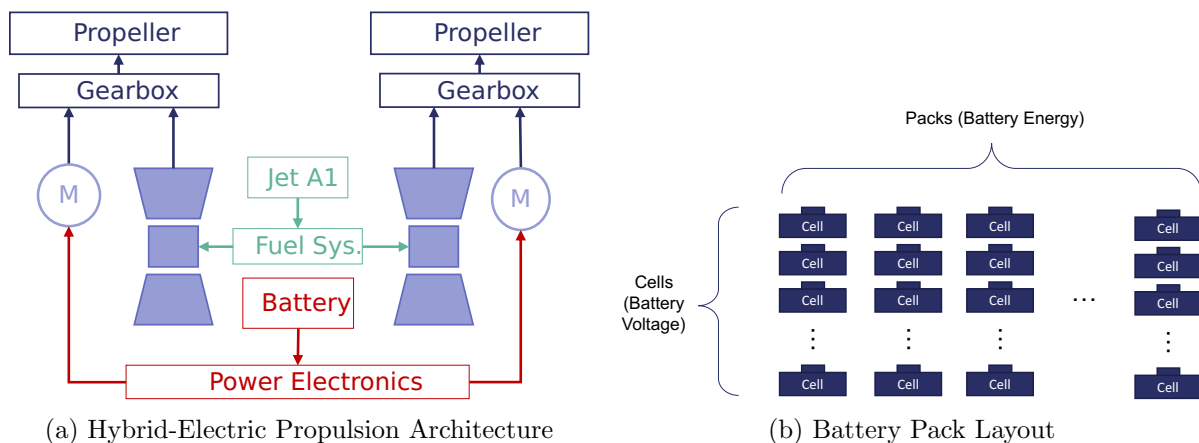 Propeller
Propeller
Gearbox
Gearbox
M
Jet A1
M
Fuel Sys.
Battery
Power Electronics
(a) Hybrid-Electric Propulsion Architecture
Packs (Battery Energy)
Cells
(Battery
Voltage)
Cell Cell Cell Cell
Cell Cell Cell Cell
Cell Cell Cell ... Cell
⋮ ⋮ ⋮ ⋮
Cell Cell Cell Cell
(b) Battery Pack Layout